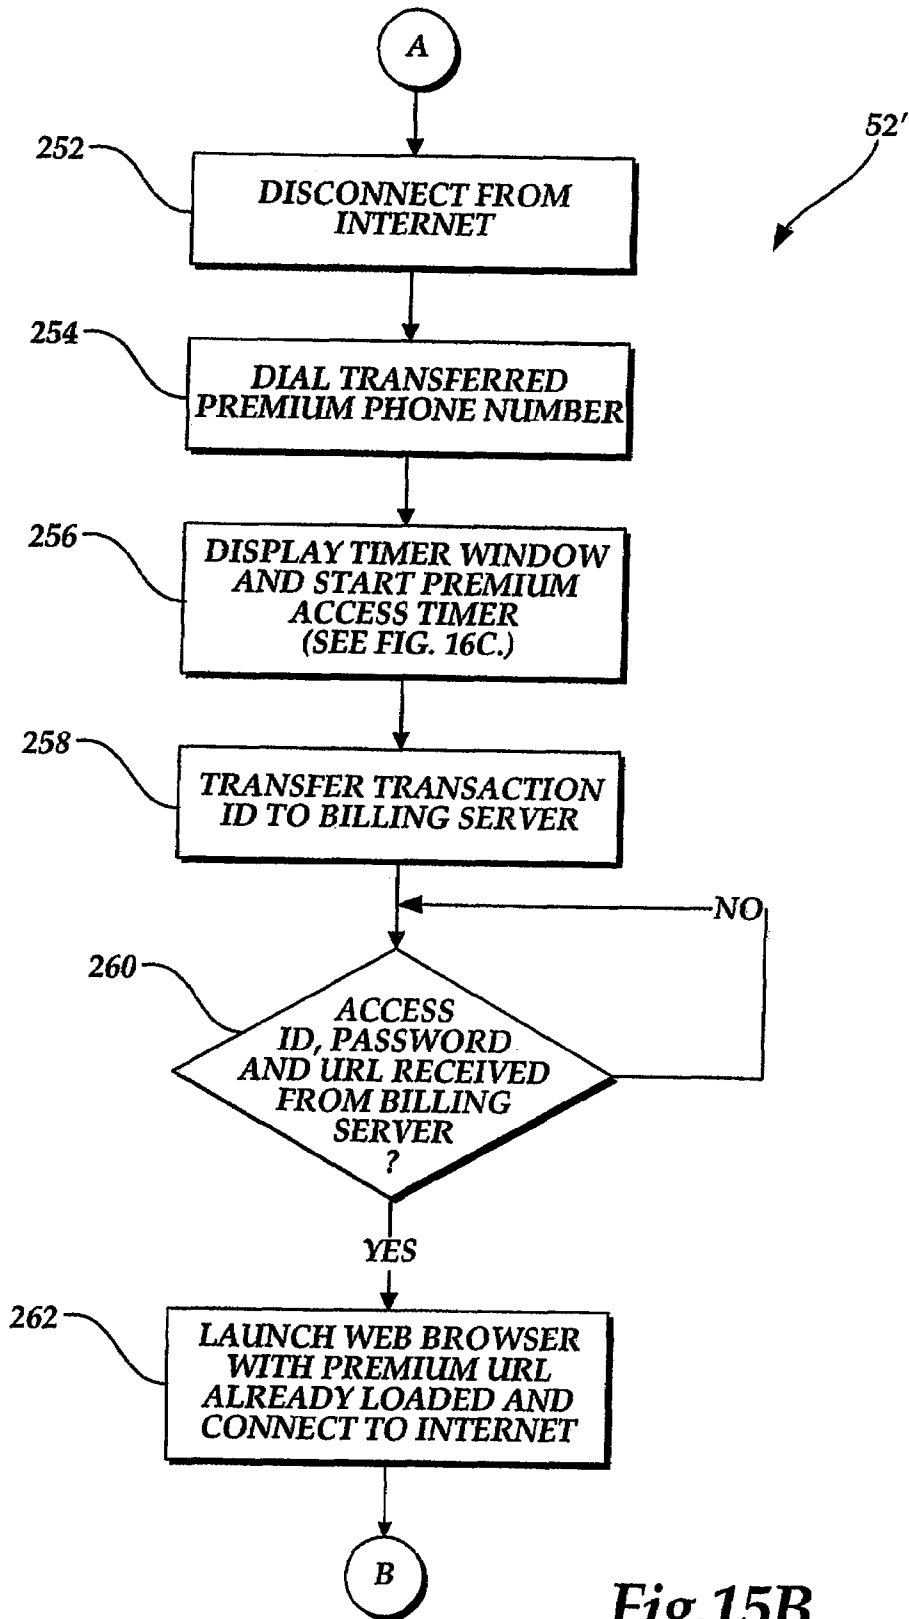 A
52'
252
DISCONNECT FROM
INTERNET
254
DIAL TRANSFERRED
PREMIUM PHONE NUMBER
256
DISPLAY TIMER WINDOW
AND START PREMIUM
ACCESS TIMER
(SEE FIG. 16C.)
258
TRANSFER TRANSACTION
ID TO BILLING SERVER
NO
260
ACCESS
ID, PASSWORD
AND URL RECEIVED
FROM BILLING
SERVER
?
YES
262
LAUNCH WEB BROWSER
WITH PREMIUM URL
ALREADY LOADED AND
CONNECT TO INTERNET
B
Fig.15B